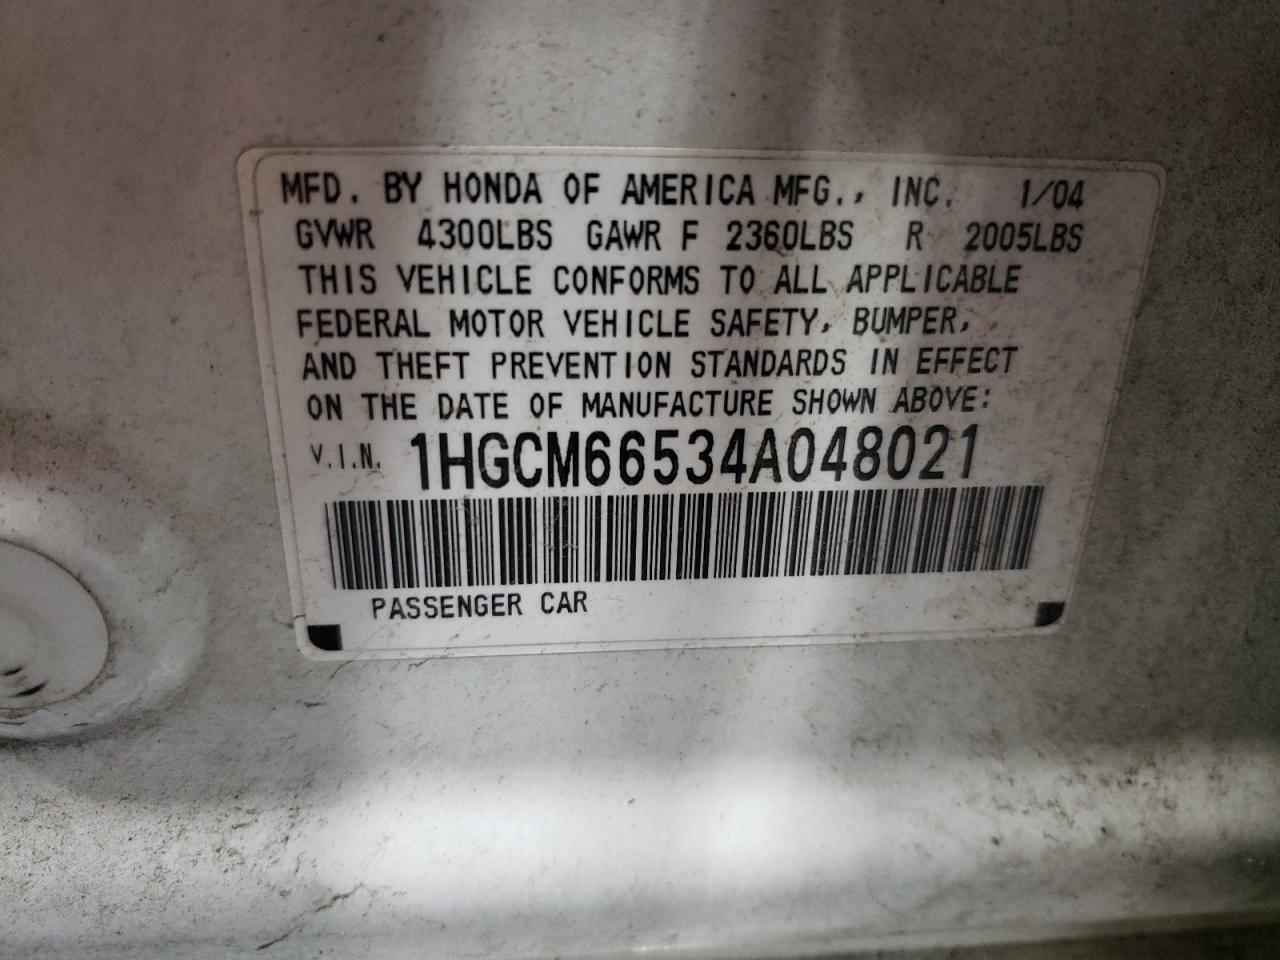 MFD. BY HONDA OF AMERICA MFG., INC. 1/04
GVWR 4300LBS GAWR F 2360LBS R 2005LBS
THIS VEHICLE CONFORMS TO ALL APPLICABLE
FEDERAL MOTOR VEHICLE SAFETY, BUMPER,
AND THEFT PREVENTION STANDARDS IN EFFECT
ON THE DATE OF MANUFACTURE SHOWN ABOVE:
V.I.N. 1HGCM66534A048021
PASSENGER CAR